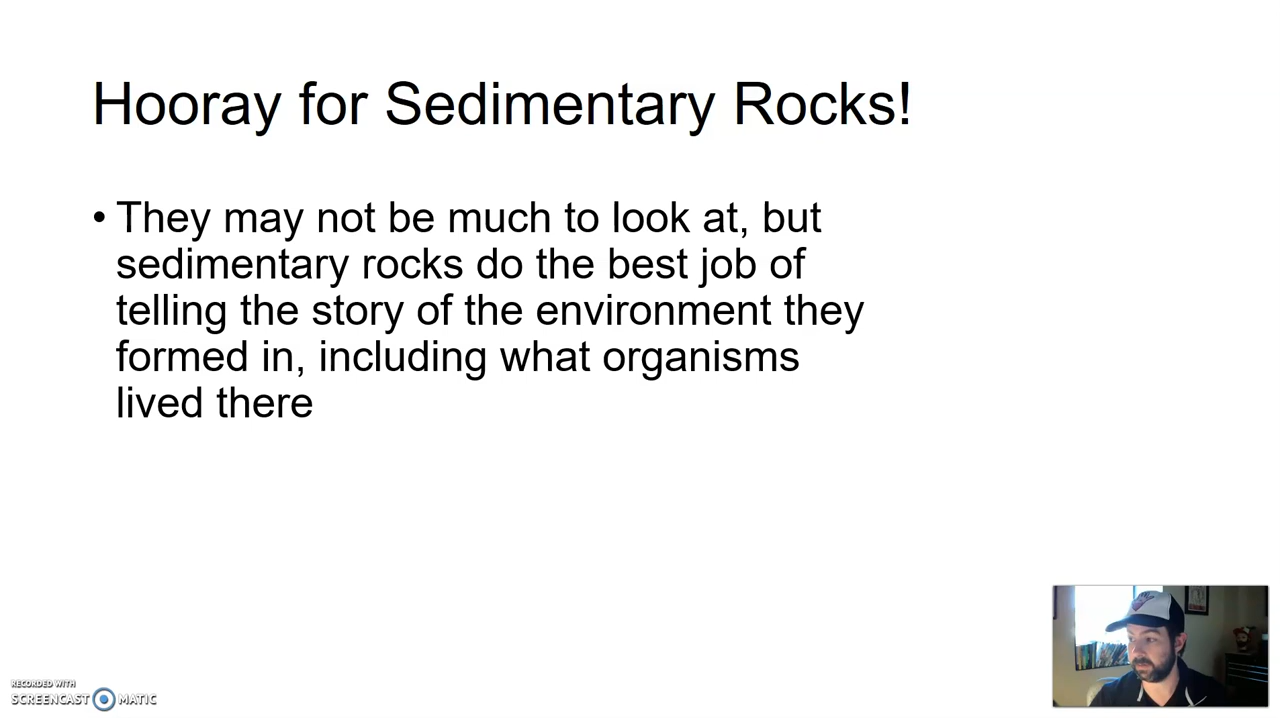 Hooray for Sedimentary Rocks!
• They may not be much to look at, but
sedimentary rocks do the best job of
telling the story of the environment they
formed in, including what organisms
lived there
RECORDED WITH
SCREENCAST MATIC